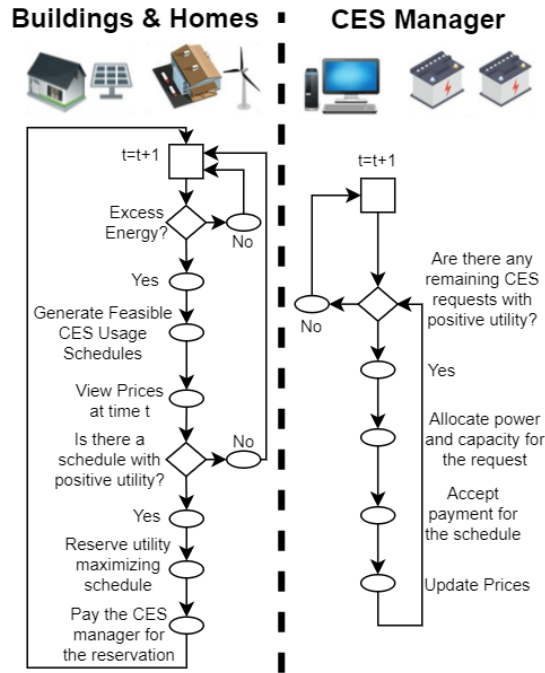 Buildings & Homes
t=t+1
Excess
Energy?
No
Yes
Generate Feasible
CES Usage
Schedules
View Prices
at time t
Is there a
schedule with
positive utility?
No
Yes
Reserve utility
maximizing
schedule
Pay the CES
manager for
the reservation
CES Manager
t=t+1
Are there any
remaining CES
requests with
positive utility?
No
Yes
Allocate power
and capacity for
the request
Accept
payment for
the schedule
Update Prices